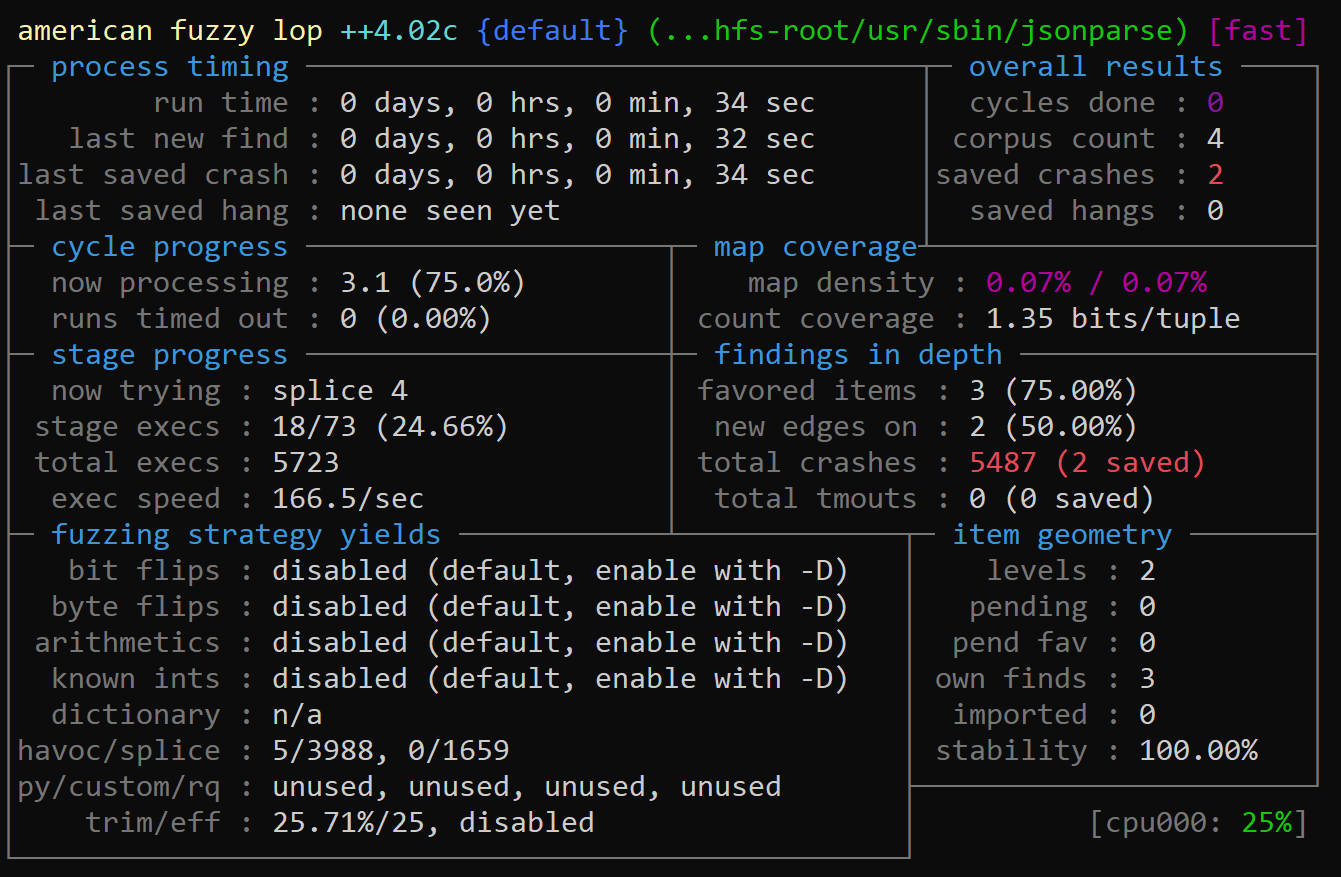 american fuzzy lop ++4.02c {default} (...hfs-root/usr/sbin/jsonparse) [fast]
process timing overall results
run time : 0 days, 0 hrs, 0 min, 34 sec cycles done : 0
last new find : 0 days, 0 hrs, 0 min, 32 sec corpus count : 4
last saved crash : 0 days, 0 hrs, 0 min, 34 sec saved crashes : 2
last saved hang : none seen yet saved hangs : 0
cycle progress map coverage
now processing : 3.1 (75.0%) map density : 0.07% / 0.07%
runs timed out : 0 (0.00%) count coverage : 1.35 bits/tuple
stage progress findings in depth
now trying : splice 4 favored items : 3 (75.00%)
stage execs : 18/73 (24.66%) new edges on : 2 (50.00%)
total execs : 5723 total crashes : 5487 (2 saved)
exec speed : 166.5/sec total tmouts : 0 (0 saved)
fuzzing strategy yields item geometry
bit flips : disabled (default, enable with -D) levels : 2
byte flips : disabled (default, enable with -D) pending : 0
arithmetics : disabled (default, enable with -D) pend fav : 0
known ints : disabled (default, enable with -D) own finds : 3
dictionary : n/a imported : 0
havoc/splice : 5/3988, 0/1659 stability : 100.00%
py/custom/rq : unused, unused, unused, unused
trim/eff : 25.71%/25, disabled [cpu000: 25%]